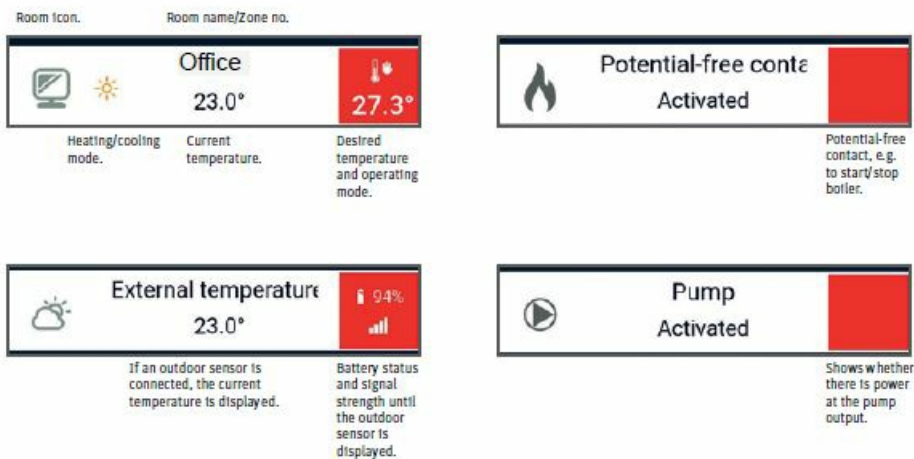 Room icon.
Room name/Zone no.
Office
23.0°
27.3°
Heating/cooling
mode.
Current
temperature.
Desired
temperature
and operating
mode.
Potential-free conta
Activated
Potential-free
contact, e.g.
to start/stop
boiler.
External temperature
23.0°
94%
If an outdoor sensor is
connected, the current
temperature is displayed.
Battery status
and signal
strength until
the outdoor
sensor is
displayed.
Pump
Activated
Shows whether
there is power
at the pump
output.